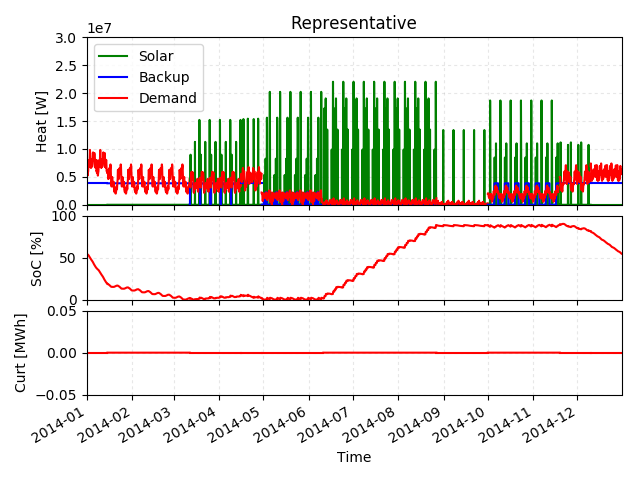 Representative
1e7
Heat [W]
3.0
2.5
2.0
1.5
1.0
0.5
0.0
Solar
Backup
Demand
SoC [%]
100
50
0
Curt [MWh]
0.05
0.00
−0.05
2014-01
2014-02
2014-03
2014-04
2014-05
2014-06
2014-07
2014-08
2014-09
2014-10
2014-11
2014-12
Time